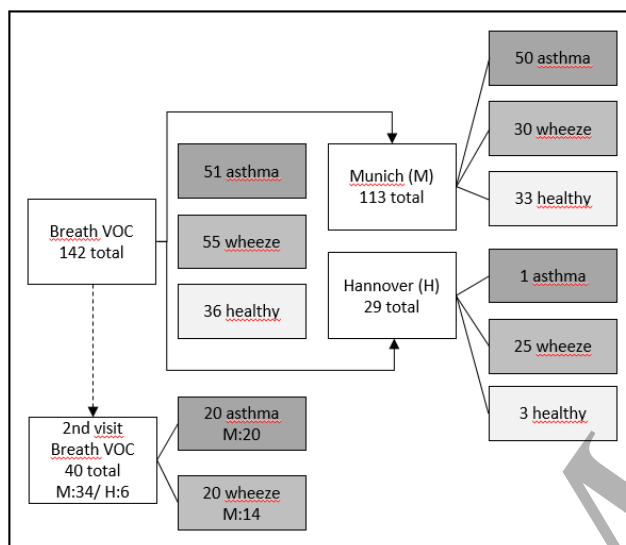 50 asthma
30 wheeze
33 healthy
51 asthma
55 wheeze
36 healthy
Munich (M)
113 total
Breath VOC
142 total
Hannover (H)
29 total
1 asthma
25 wheeze
3 healthy
2nd visit
Breath VOC
40 total
M:34/ H:6
20 asthma
M:20
20 wheeze
M:14